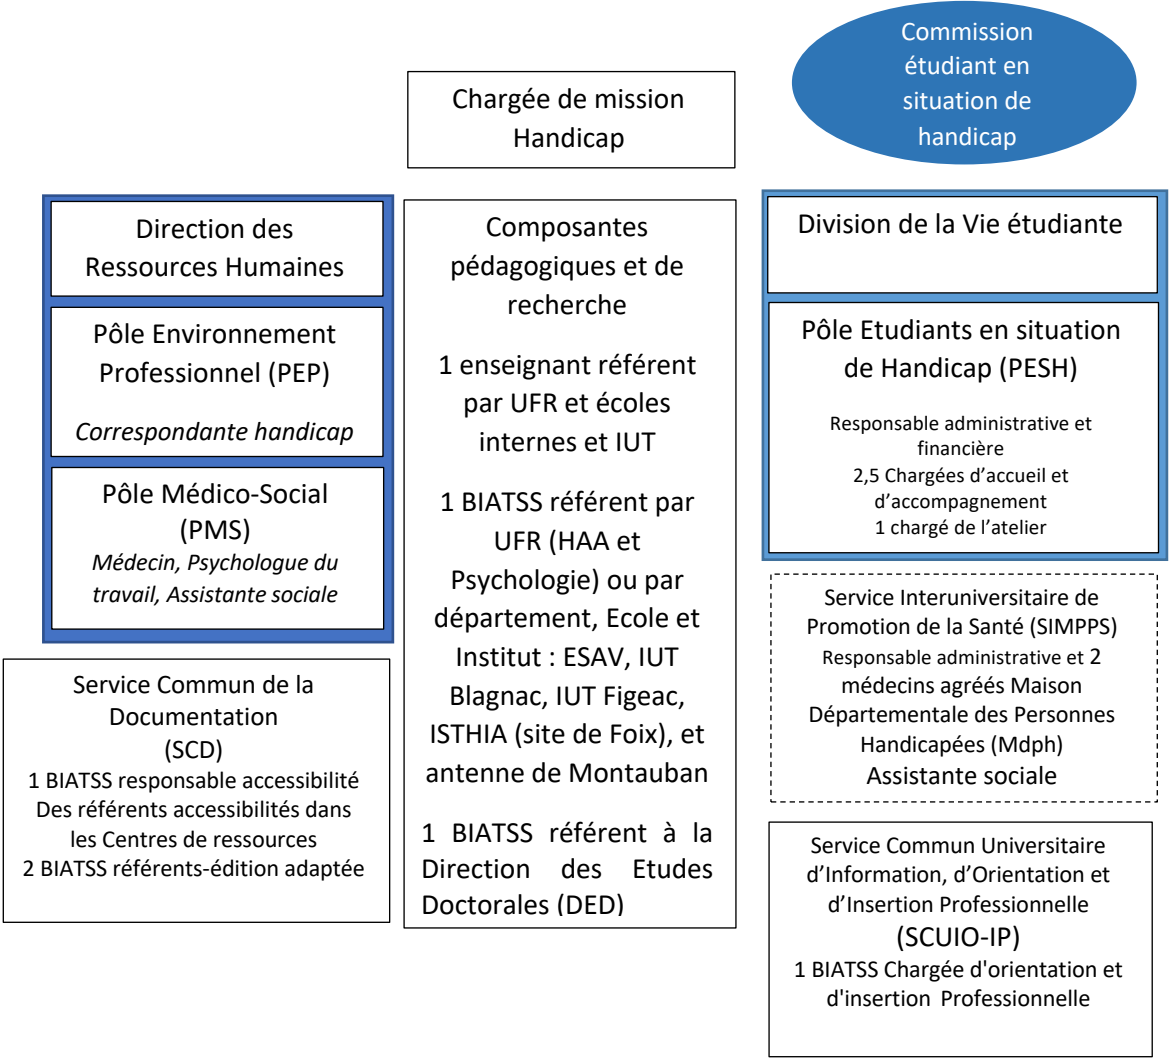 Commission
étudiant en
situation de
handicap
Chargée de mission
Handicap
Direction des
Ressources Humaines
Pôle Environnement
Professionnel (PEP)
Correspondante handicap
Pôle Médico-Social
(PMS)
Médecin, Psychologue du
travail, Assistante sociale
Service Commun de la
Documentation
(SCD)
1 BIATSS responsable accessibilité
Des référents accessibilités dans
les Centres de ressources
2 BIATSS référents-édition adaptée
Composantes
pédagogiques et de
recherche
1 enseignant référent
par UFR et écoles
internes et IUT
1 BIATSS référent par
UFR (HAA et
Psychologie) ou par
département, Ecole et
Institut : ESAV, IUT
Blagnac, IUT Figeac,
ISTHIA (site de Foix), et
antenne de Montauban
1 BIATSS référent à la
Direction des Etudes
Doctorales (DED)
Division de la Vie étudiante
Pôle Etudiants en situation
de Handicap (PESH)
Responsable administrative et
financière
2,5 Chargées d’accueil et
d’accompagnement
1 chargé de l’atelier
Service Interuniversitaire de
Promotion de la Santé (SIMPPS)
Responsable administrative et 2
médecins agréés Maison
Départementale des Personnes
Handicapées (Mdph)
Assistante sociale
Service Commun Universitaire
d’Information, d’Orientation et
d’Insertion Professionnelle
(SCUIO-IP)
1 BIATSS Chargée d'orientation et
d'insertion Professionnelle